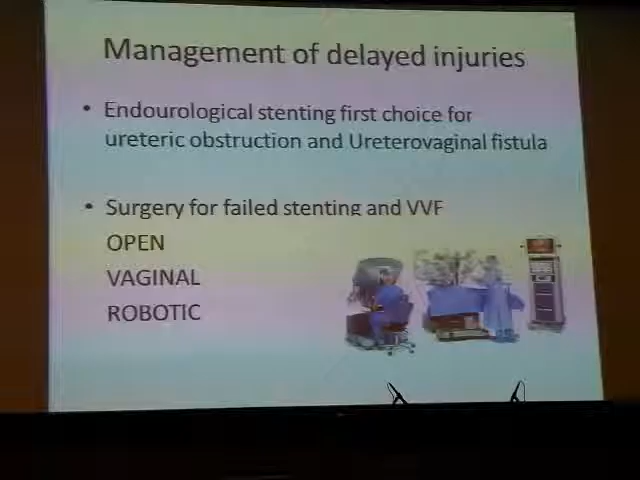 Management of delayed injuries
• Endourological stenting first choice for
ureteric obstruction and Ureterovaginal fistula
• Surgery for failed stenting and VVF
OPEN
VAGINAL
ROBOTIC